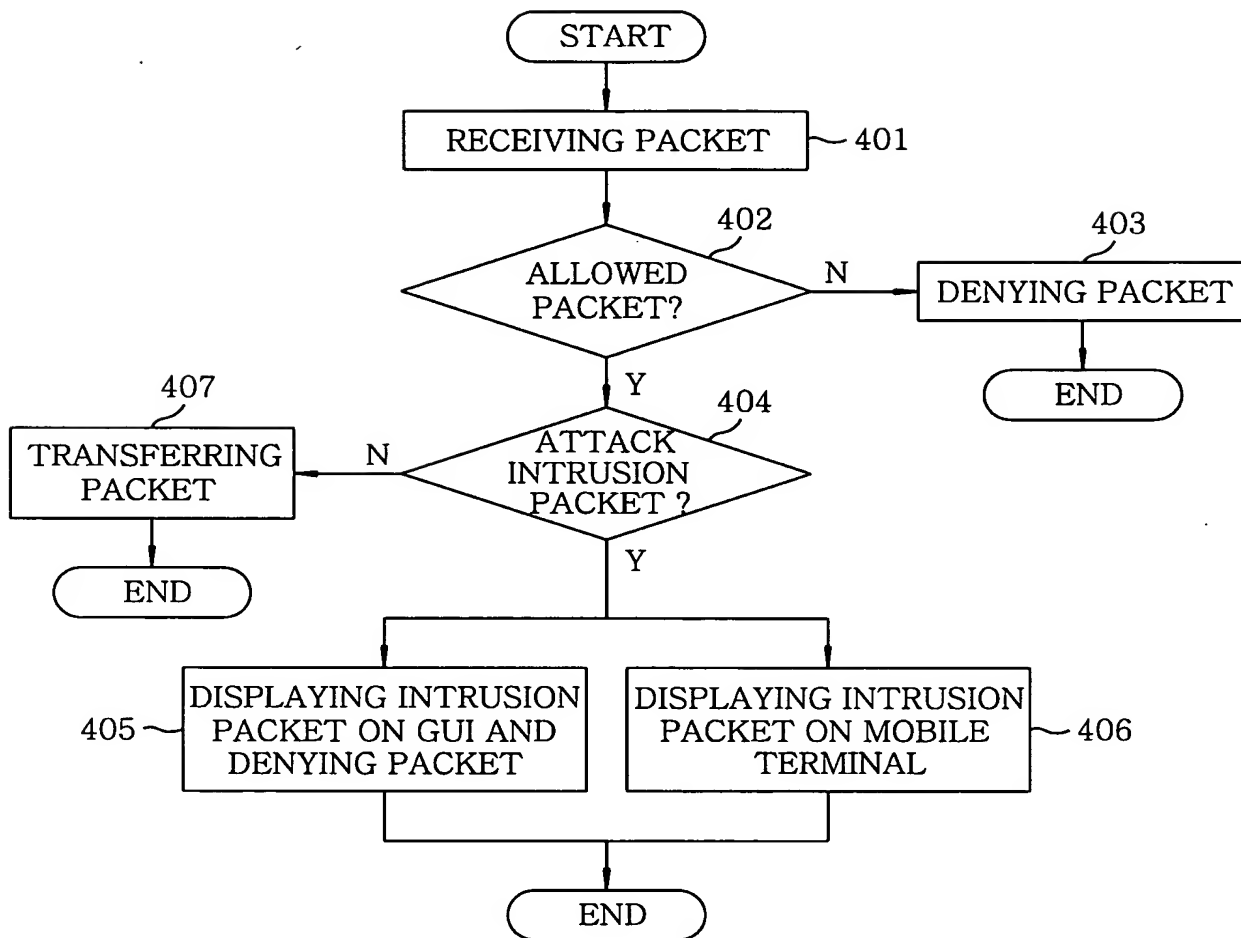 START
RECEIVING PACKET
401
402
403
ALLOWED
PACKET?
N
DENYING PACKET
END
Y
407
404
TRANSFERRING
PACKET
N
ATTACK
INTRUSION
PACKET ?
END
Y
405
DISPLAYING INTRUSION
PACKET ON GUI AND
DENYING PACKET
DISPLAYING INTRUSION
PACKET ON MOBILE
TERMINAL
406
END